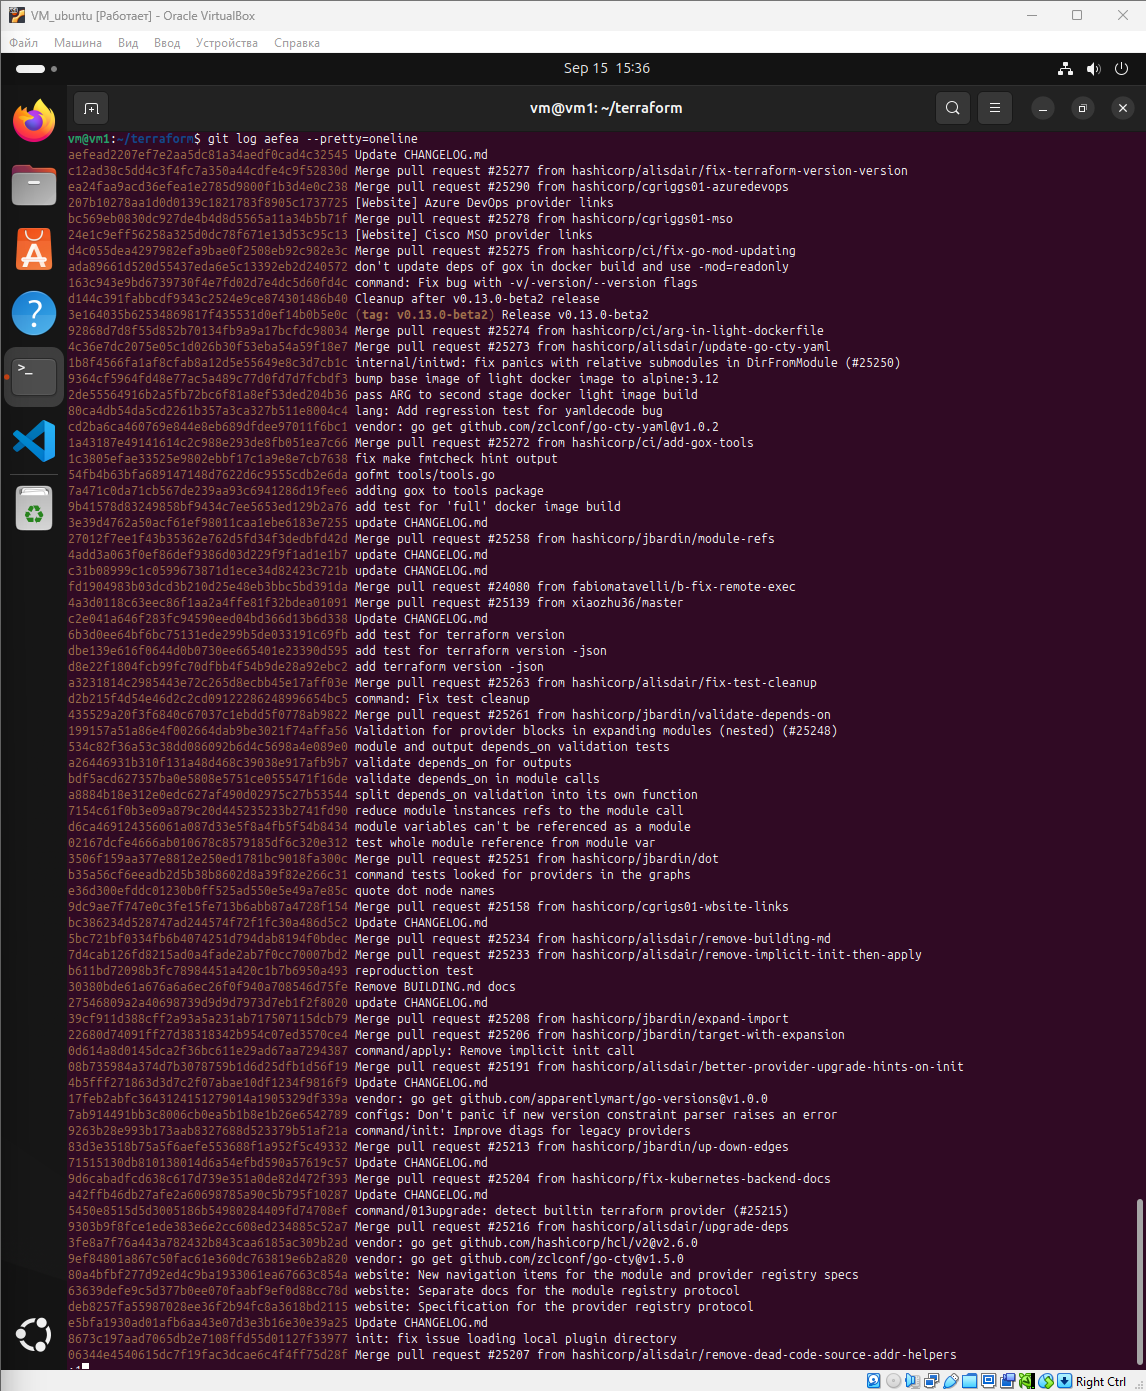 VM_ubuntu [Работает] - Oracle VirtualBox
Файл Машина Вид Ввод Устройства Справка
Sep 15 15:36
vm@vm1: ~/terraform
vm@vm1:~/terraform$ git log aefea --pretty=oneline
aefead2207ef7e2aa5dc81a34aedf0cad4c32545 Update CHANGELOG.md
c12ad38c5dd4c3f4fc7a350a44cdfe4c9f52830d Merge pull request #25277 from hashicorp/alisdair/fix-terraform-version-version
ea24faa9acd36efea1e2785d9800f1b3d4e0c238 Merge pull request #25290 from hashicorp/cgriggs01-azuredevops
207b10278aa1d0d0139c1821783f8905c1737725 [Website] Azure DevOps provider links
bc569eb0830dc927de4b4d8d5565a11a34b5b71f Merge pull request #25278 from hashicorp/cgriggs01-mso
24e1c9eff56258a325d0dc78f671e13d53c95c13 [Website] Cisco MSO provider links
d4c055dea4297982efa9bae0f2508eb92c982e3c Merge pull request #25275 from hashicorp/ci/fix-go-mod-updating
ada89661d520d55437eda6e5c13392eb2d240572 don't update deps of gox in docker build and use -mod=readonly
163c943e9bd6739730f4e7fd02d7e4dc5d60fd4c command: Fix bug with -v/-version/--version flags
d144c391fabbcdf9343c2524e9ce874301486b40 Cleanup after v0.13.0-beta2 release
3e164035b62534869817f435531d0ef14b0b5e0c (tag: v0.13.0-beta2) Release v0.13.0-beta2
92868d7d8f55d852b70134fb9a9a17bcfdc98034 Merge pull request #25274 from hashicorp/ci/arg-in-light-dockerfile
4c36e7dc2075e05c1d026b30f53eba54a59f18e7 Merge pull request #25273 from hashicorp/alisdair/update-go-cty-yaml
1b8f4566fa1af8cfab8a12d5e55649e8c3d7cb1c internal/initwd: fix panics with relative submodules in DirFromModule (#25250)
9364cf5964fd48e77ac5a489c77d0fd7d7fcbdf3 bump base image of light docker image to alpine:3.12
2de55564916b2a5fb72bc6f81a8ef53ded204b36 pass ARG to second stage docker light image build
80ca4db54da5cd2261b357a3ca327b511e8004c4 lang: Add regression test for yamldecode bug
cd2ba6ca460769e844e8eb689dfdee97011f6bc1 vendor: go get github.com/zclconf/go-cty-yaml@v1.0.2
1a43187e49141614c2c988e293de8fb051ea7c66 Merge pull request #25272 from hashicorp/ci/add-gox-tools
1c3805efae33525e9802ebbf17c1a9e8e7cb7638 fix make fmtcheck hint output
54fb4b63bfa689147148d7622d6c9555cdb2e6da gofmt tools/tools.go
7a471c0da71cb567de239aa93c6941286d19fee6 adding gox to tools package
9b41578d83249858bf9434c7ee5653ed129b2a76 add test for 'full' docker image build
3e39d4762a50acf61ef98011caa1ebe6183e7255 update CHANGELOG.md
27012f7ee1f43b35362e762d5fd34f3dedbfd42d Merge pull request #25258 from hashicorp/jbardin/module-refs
4add3a063f0ef86def9386d03d229f9f1ad1e1b7 update CHANGELOG.md
c31b08999c1c0599673871d1ece34d82423c721b update CHANGELOG.md
fd1904983b03dcd3b210d25e48eb3bbc5bd391da Merge pull request #24080 from fabiomatavelli/b-fix-remote-exec
4a3d0118c63eec86f1aa2a4ffe81f32bdea01091 Merge pull request #25139 from xiaozhu36/master
c2e041a646f283fc94590eed04bd366d13b6d338 Update CHANGELOG.md
6b3d0ee64bf6bc75131ede299b5de033191c69fb add test for terraform version
dbe139e616f0644d0b0730ee665401e23390d595 add test for terraform version -json
d8e22f1804fcb99fc70dfbb4f54b9de28a92ebc2 add terraform version -json
a3231814c2985443e72c265d8ecbb45e17aff03e Merge pull request #25263 from hashicorp/alisdair/fix-test-cleanup
d2b215f4d54e46d2c2cd09122286248996654bc5 command: Fix test cleanup
435529a20f3f6840c67037c1ebdd5f0778ab9822 Merge pull request #25261 from hashicorp/jbardin/validate-depends-on
199157a51a86e4f002664dab9be3021f74affa56 Validation for provider blocks in expanding modules (nested) (#25248)
534c82f36a53c38dd086092b6d4c5698a4e089e0 module and output depends_on validation tests
a26446931b310f131a48d468c39038e917afb9b7 validate depends_on for outputs
bdf5acd627357ba0e5808e5751ce0555471f16de validate depends_on in module calls
a8884b18e312e0edc627af490d02975c27b53544 split depends_on validation into its own function
7154c61f0b3e09a879c20d445235233b2741fd90 reduce module instances refs to the module call
d6ca469124356061a087d33e5f8a4fb5f54b8434 module variables can't be referenced as a module
02167dcfe4666ab010678c8579185df6c320e312 test whole module reference from module var
3506f159aa377e8812e250ed1781bc9018fa300c Merge pull request #25251 from hashicorp/jbardin/dot
b35a56cf6eeadb2d5b38b8602d8a39f82e266c31 command tests looked for providers in the graphs
e36d300efddc01230b0ff525ad550e5e49a7e85c quote dot node names
9dc9ae7f747e0c3fe15fe713b6abb87a4728f154 Merge pull request #25158 from hashicorp/cgrigs01-wbsite-links
bc386234d528747ad244574f72f1fc30a486d5c2 Update CHANGELOG.md
5bc721bf0334fb6b4074251d794dab8194f0bdec Merge pull request #25234 from hashicorp/alisdair/remove-building-md
7d4cab126fd8215ad0a4fade2ab7f0cc70007bd2 Merge pull request #25233 from hashicorp/alisdair/remove-implicit-init-then-apply
b611bd72098b3fc78984451a420c1b7b6950a493 reproduction test
30380bde61a676a6a6ec26f0f940a708546d75fe Remove BUILDING.md docs
27546809a2a40698739d9d9d7973d7eb1f2f8020 update CHANGELOG.md
39cf911d388cff2a93a5a231ab717507115dcb79 Merge pull request #25208 from hashicorp/jbardin/expand-import
22680d74091ff27d38318342b954c07ed3570ce4 Merge pull request #25206 from hashicorp/jbardin/target-with-expansion
0d614a8d0145dca2f36bc611e29ad67aa7294387 command/apply: Remove implicit init call
08b735984a374d7b3078759b1d6d25dfb1d56f19 Merge pull request #25191 from hashicorp/alisdair/better-provider-upgrade-hints-on-init
4b5fff271863d3d7c2f07abae10df1234f9816f9 Update CHANGELOG.md
17feb2abfc3643124151279014a1905329df339a vendor: go get github.com/apparentlymart/go-versions@v1.0.0
7ab914491bb3c8006cb0ea5b1b8e1b26e6542789 configs: Don't panic if new version constraint parser raises an error
9263b28e993b173aab8327688d523379b51af21a command/init: Improve diags for legacy providers
83d3e3518b75a5f6aefe553688f1a952f5c49332 Merge pull request #25213 from hashicorp/jbardin/up-down-edges
71515130db810138014d6a54efbd590a57619c57 Update CHANGELOG.md
9d6cabadfcd638c617d739e351a0de82d472f393 Merge pull request #25204 from hashicorp/fix-kubernetes-backend-docs
a42ffb46db27afe2a60698785a90c5b795f10287 Update CHANGELOG.md
5450e8515d5d3005186b54980284409fd74708ef command/013upgrade: detect builtin terraform provider (#25215)
9303b9f8fce1ede383e6e2cc608ed234885c52a7 Merge pull request #25216 from hashicorp/alisdair/upgrade-deps
3fe8a7f76a443a782432b843caa6185ac309b2ad vendor: go get github.com/hashicorp/hcl/v2@v2.6.0
9ef84801a867c50fac61e360dc763819e6b2a820 vendor: go get github.com/zclconf/go-cty@v1.5.0
80a4bfbf277d92ed4c9ba1933061ea67663c854a website: New navigation items for the module and provider registry specs
63639defe9c5d377b0ee070faabf9ef0d88cc78d website: Separate docs for the module registry protocol
deb8257fa55987028ee36f2b94fc8a3618bd2115 website: Specification for the provider registry protocol
e5bfa1930ad01afb6aa43e07d3e3b16e30e39a25 Update CHANGELOG.md
8673c197aad7065db2e7108ffd55d01127f33977 init: fix issue loading local plugin directory
06344e4540615dc7f19fac3dcae6c4f4ff75d28f Merge pull request #25207 from hashicorp/alisdair/remove-dead-code-source-addr-helpers
Right Ctrl